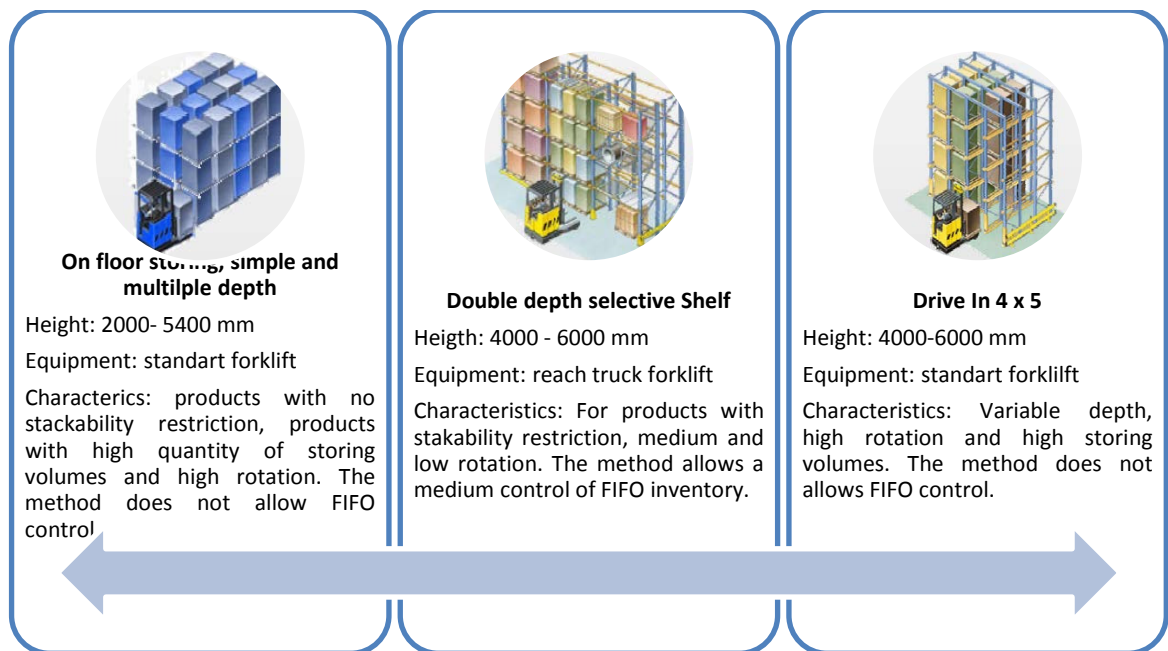 On floor storing, simple and
multilple depth
Height: 2000- 5400 mm
Equipment: standart forklift
Characterics: products with no
stackability restriction, products
with high quantity of storing
volumes and high rotation. The
method does not allow FIFO
control
Double depth selective Shelf
Heigth: 4000 - 6000 mm
Equipment: reach truck forklift
Characteristics: For products with
stakability restriction, medium and
low rotation. The method allows a
medium control of FIFO inventory.
Drive In 4 x 5
Height: 4000-6000 mm
Equipment: standart forklilft
Characteristics: Variable depth,
high rotation and high storing
volumes. The method does not
allows FIFO control.